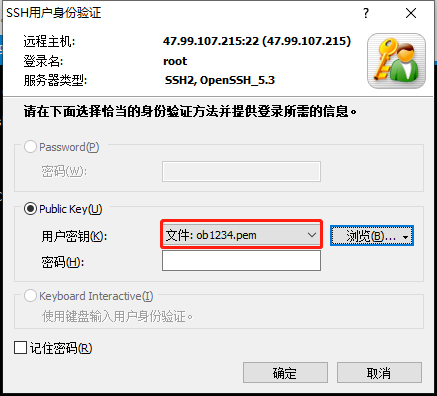 SSH用户身份验证
远程主机: 47.99.107.215:22 (47.99.107.215)
登录名: root
服务器类型: SSH2, OpenSSH_5.3
请在下面选择恰当的身份验证方法并提供登录所需的信息。
Password(P)
密码(W):
Public Key(U)
用户密钥(K): 文件: ob1234.pem 浏览(B)...
密码(H):
Keyboard Interactive(I)
使用键盘输入用户身份验证。
记住密码(R)
确定 取消